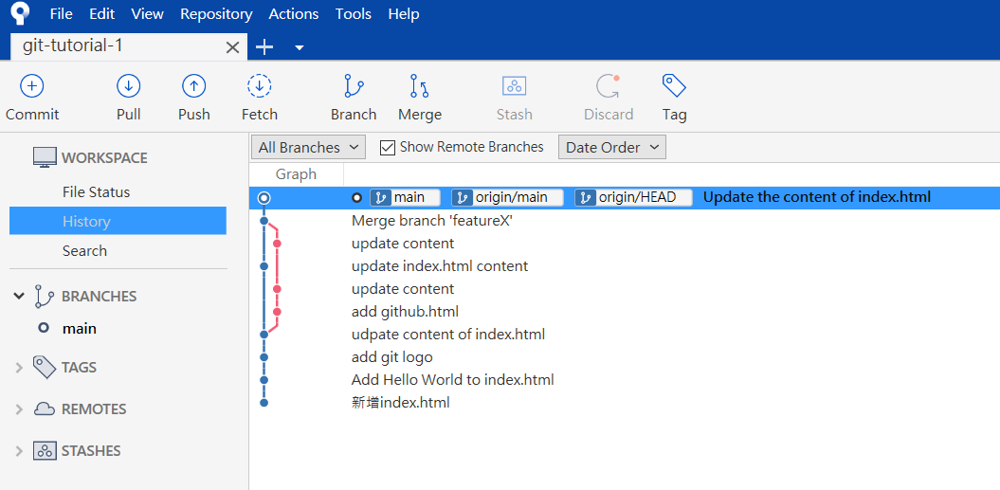 File Edit View Repository Actions Tools Help
git-tutorial-1
Commit Pull Push Fetch Branch Merge Stash Discard Tag
WORKSPACE
File Status
History
Search
BRANCHES
main
TAGS
REMOTES
STASHES
All Branches Show Remote Branches Date Order
Graph
main origin/main origin/HEAD Update the content of index.html
Merge branch 'featureX'
update content
update index.html content
update content
add github.html
udpate content of index.html
add git logo
Add Hello World to index.html
新增index.html